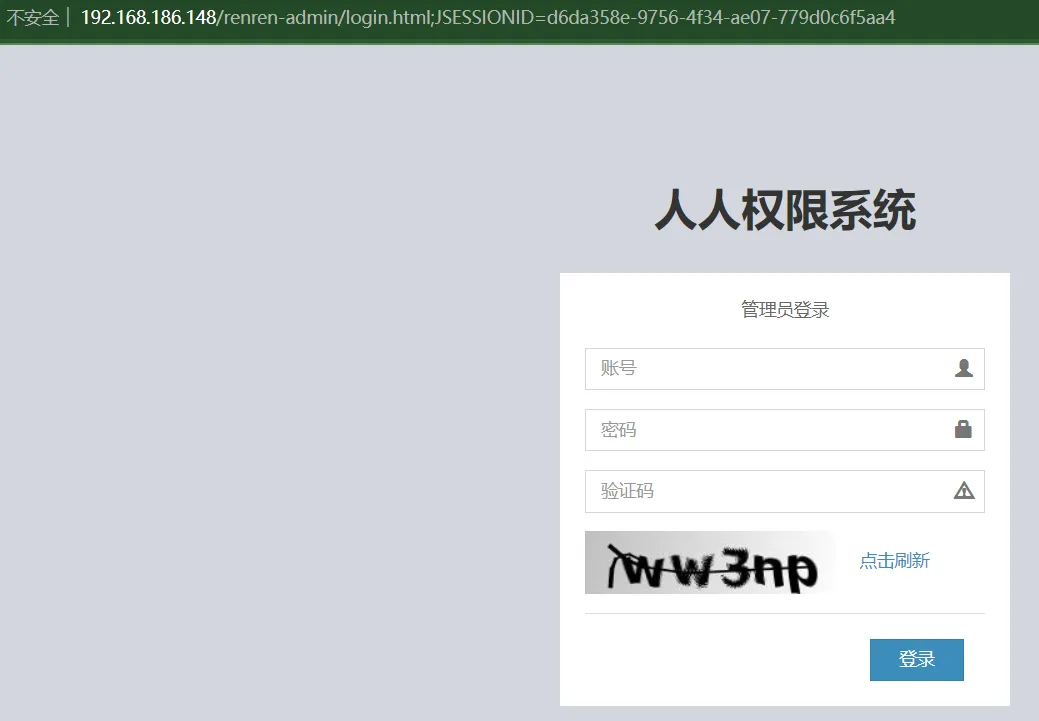 不安全 | 192.168.186.148/renren-admin/login.html;JSESSIONID=d6da358e-9756-4f34-ae07-779d0c6f5aa4
人人权限系统
管理员登录
账号
密码
验证码
点击刷新
登录